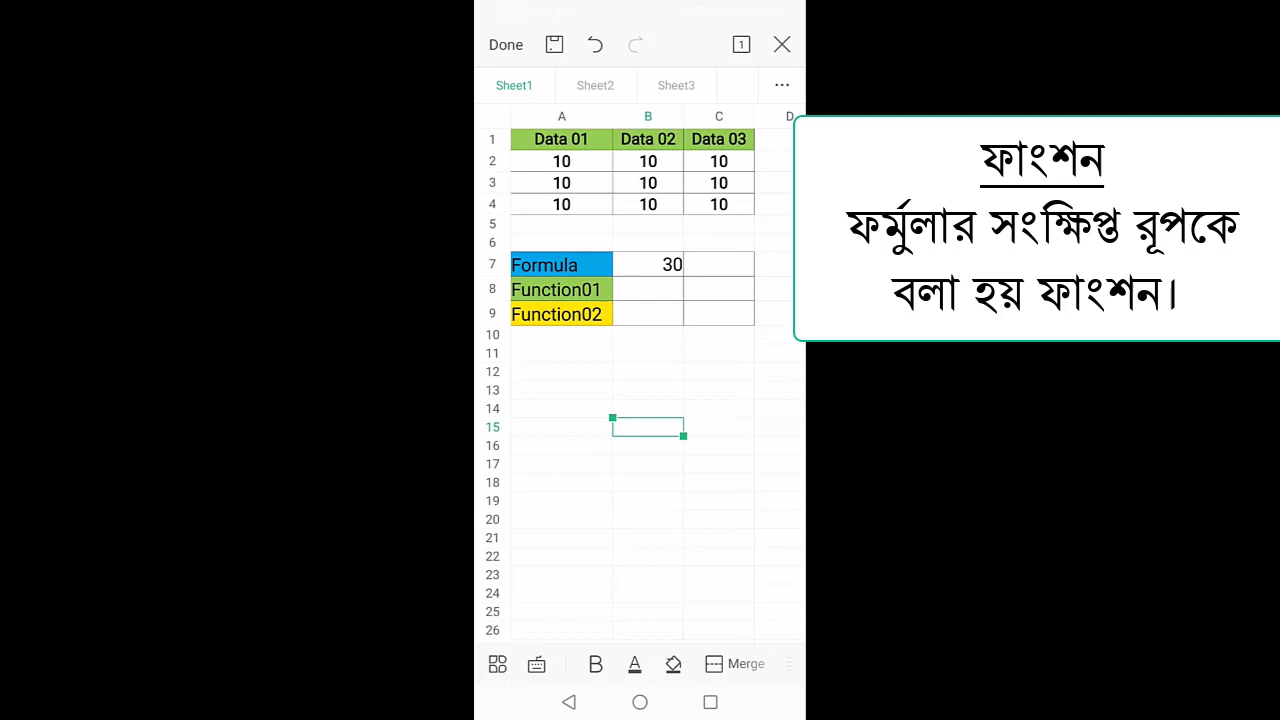 Done 1
Sheet1 Sheet2 Sheet3
A B C D
1 Data 01 Data 02 Data 03
2 10 10 10
3 10 10 10
4 10 10 10
5
6
7 Formula 30
8 Function01
9 Function02
10
11
12
13
14
15
16
17
18
19
20
21
22
23
24
25
26
B A Merge
ফাংশন
ফর্মুলার সংক্ষিপ্ত রূপকে
বলা হয় ফাংশন।